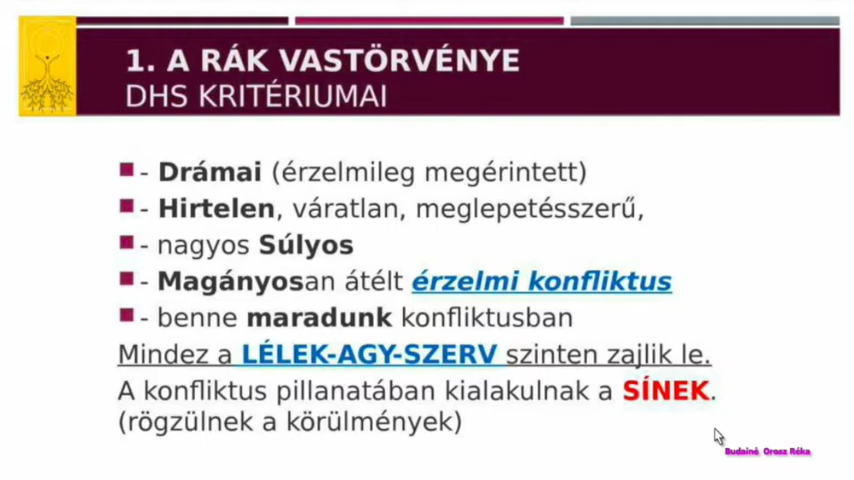 1. A RÁK VASTÖRVÉNYE
DHS KRITÉRIUMAI
- Drámai (érzelmileg megérintett)
- Hirtelen, váratlan, meglepetésszerű,
- nagyos Súlyos
- Magányosan átélt érzelmi konfliktus
- benne maradunk konfliktusban
Mindez a LÉLEK-AGY-SZERV szinten zajlik le.
A konfliktus pillanatában kialakulnak a SÍNEK.
(rögzülnek a körülmények)
Budainé Orosz Réka